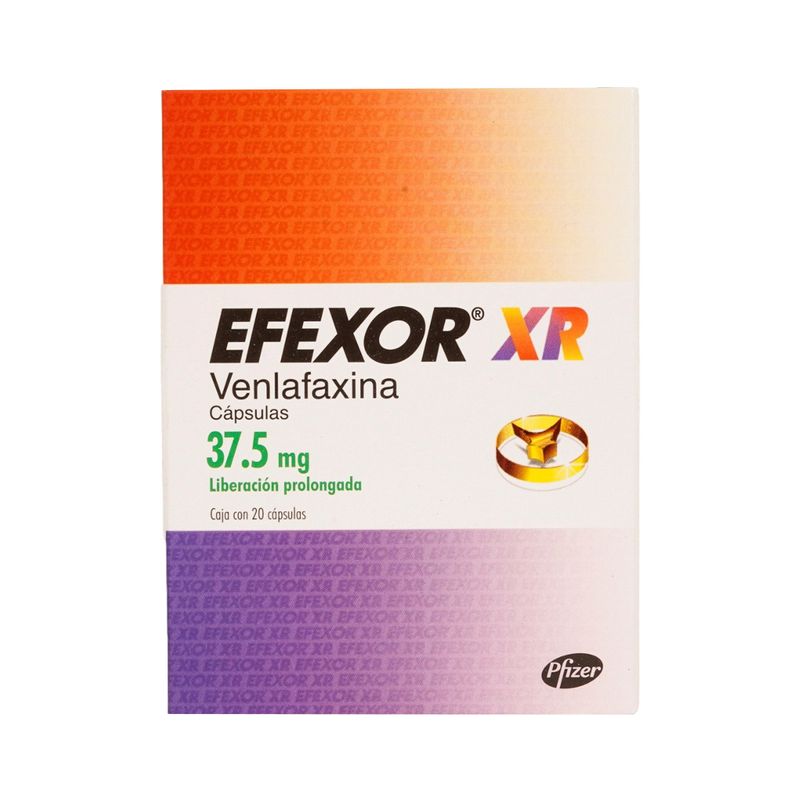 EFEXOR® XR
Venlafaxina
Cápsulas
37.5 mg
Liberación prolongada
Caja con 20 cápsulas
Pfizer